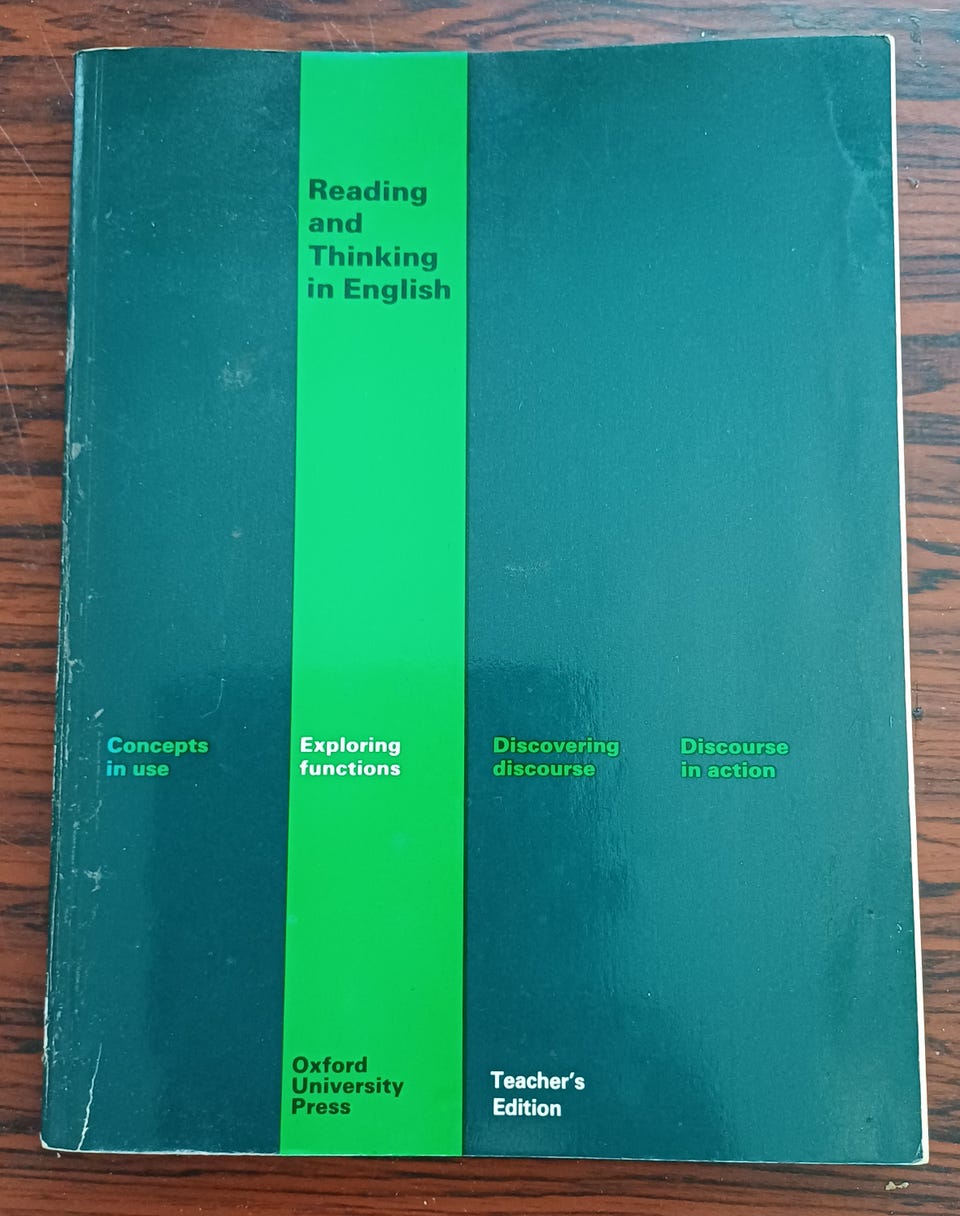 Reading
and
Thinking
in English
Concepts
in use
Exploring
functions
Discovering
discourse
Discourse
in action
Oxford
University
Press
Teacher's
Edition